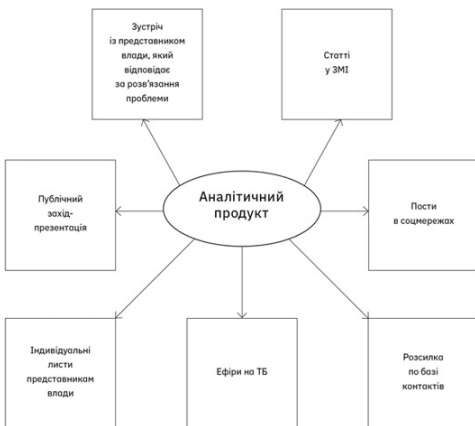 Зустріч
із представником
влади, який
відповідає
за розв'язання
проблеми
Статті
у ЗМІ
Публічний
захід-
презентація
Аналітичний
продукт
Пости
в соцмережах
Індивідуальні
листи
представникам
влади
Ефіри на ТБ
Розсилка
по базі
контактів